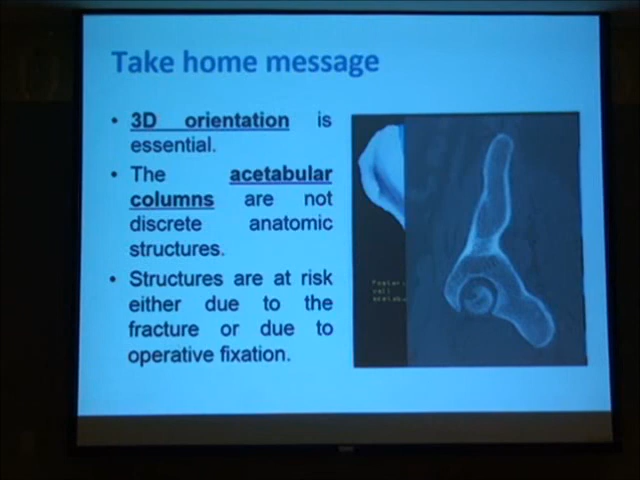 Take home message
• 3D orientation is
essential.
• The acetabular
columns are not
discrete anatomic
structures.
• Structures are at risk
either due to the
fracture or due to
operative fixation.